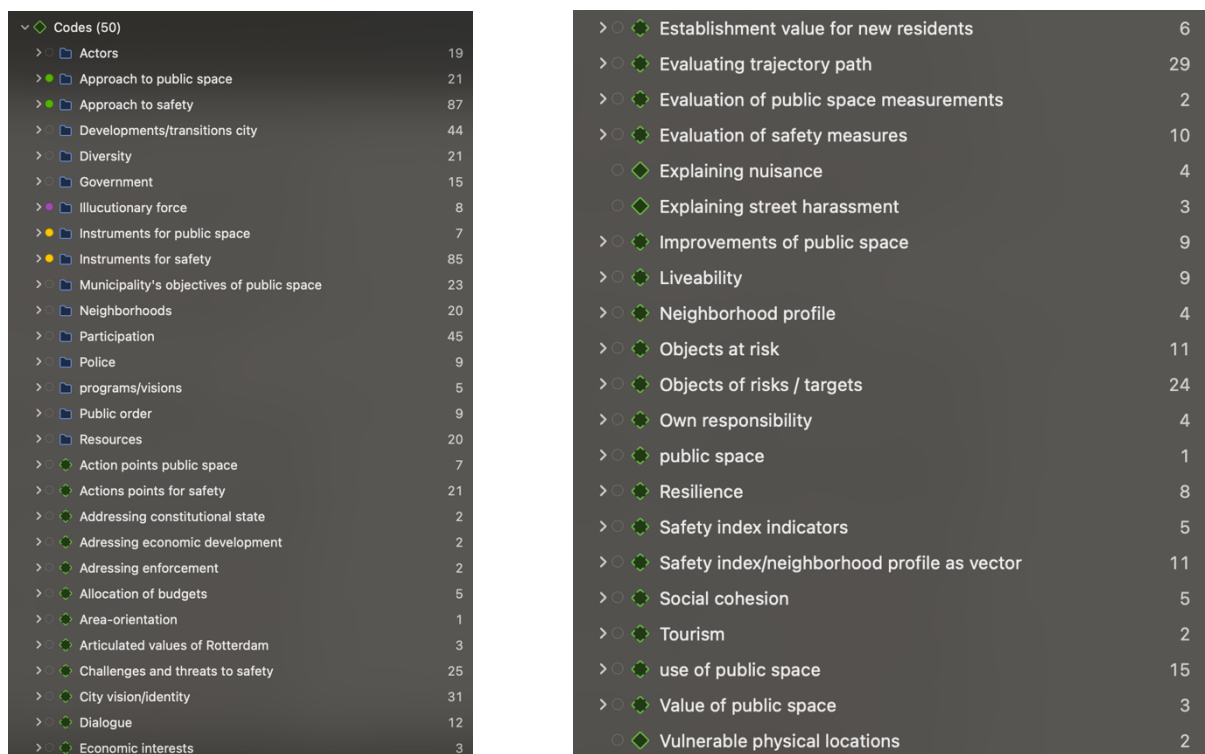 Codes (50)
Actors 19
Approach to public space 21
Approach to safety 87
Developments/transitions city 44
Diversity 21
Government 15
Illucutionary force 8
Instruments for public space 7
Instruments for safety 85
Municipality's objectives of public space 23
Neighborhoods 20
Participation 45
Police 9
programs/visions 5
Public order 9
Resources 20
Action points public space 7
Actions points for safety 21
Addressing constitutional state 2
Adressing economic development 2
Adressing enforcement 2
Allocation of budgets 5
Area-orientation 1
Articulated values of Rotterdam 3
Challenges and threats to safety 25
City vision/identity 31
Dialogue 12
Economic interests 3
Establishment value for new residents 6
Evaluating trajectory path 29
Evaluation of public space measurements 2
Evaluation of safety measures 10
Explaining nuisance 4
Explaining street harassment 3
Improvements of public space 9
Liveability 9
Neighborhood profile 4
Objects at risk 11
Objects of risks / targets 24
Own responsibility 4
public space 1
Resilience 8
Safety index indicators 5
Safety index/neighborhood profile as vector 11
Social cohesion 5
Tourism 2
use of public space 15
Value of public space 3
Vulnerable physical locations 2